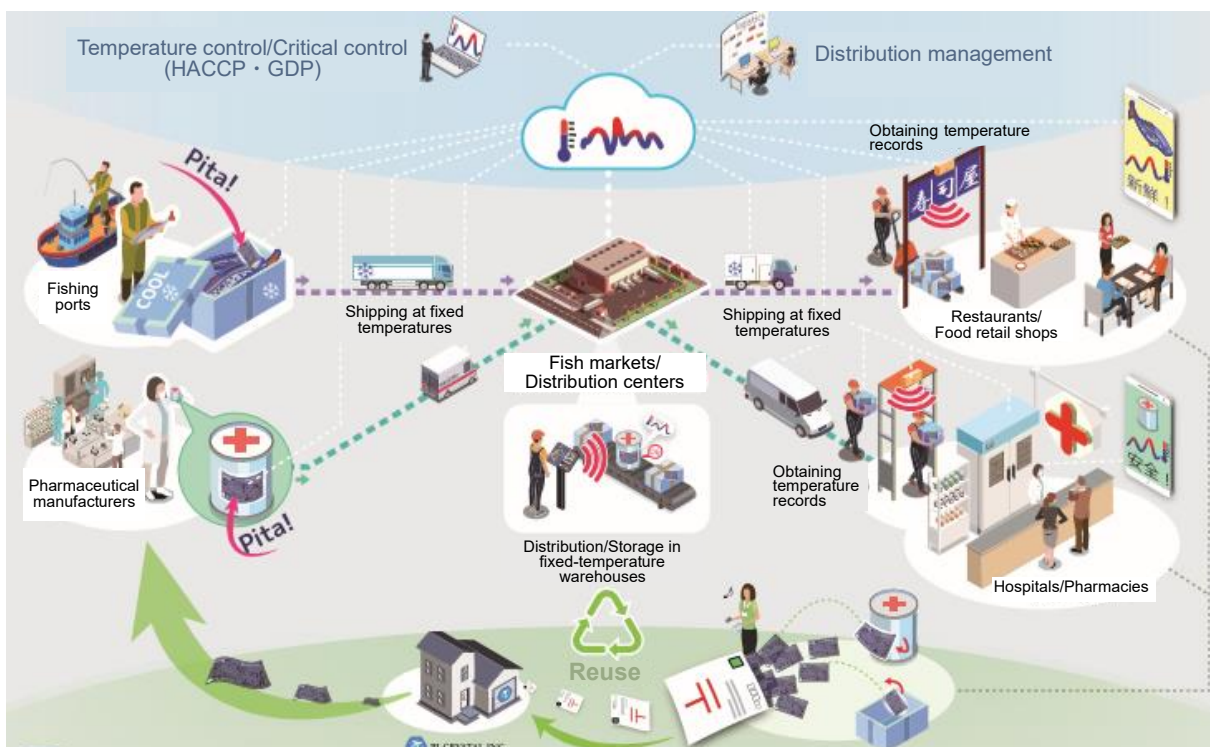 Temperature control/Critical control
(HACCP・GDP)
logistics
Distribution management
Obtaining temperature
records
新鮮！
Pita!
寿司屋
COOL
Fishing
ports
Shipping at fixed
temperatures
Shipping at fixed
temperatures
Restaurants/
Food retail shops
Fish markets/
Distribution centers
安全！
Pharmaceutical
manufacturers
Pita!
Obtaining
temperature
records
Distribution/Storage in
fixed-temperature
warehouses
Hospitals/Pharmacies
Reuse